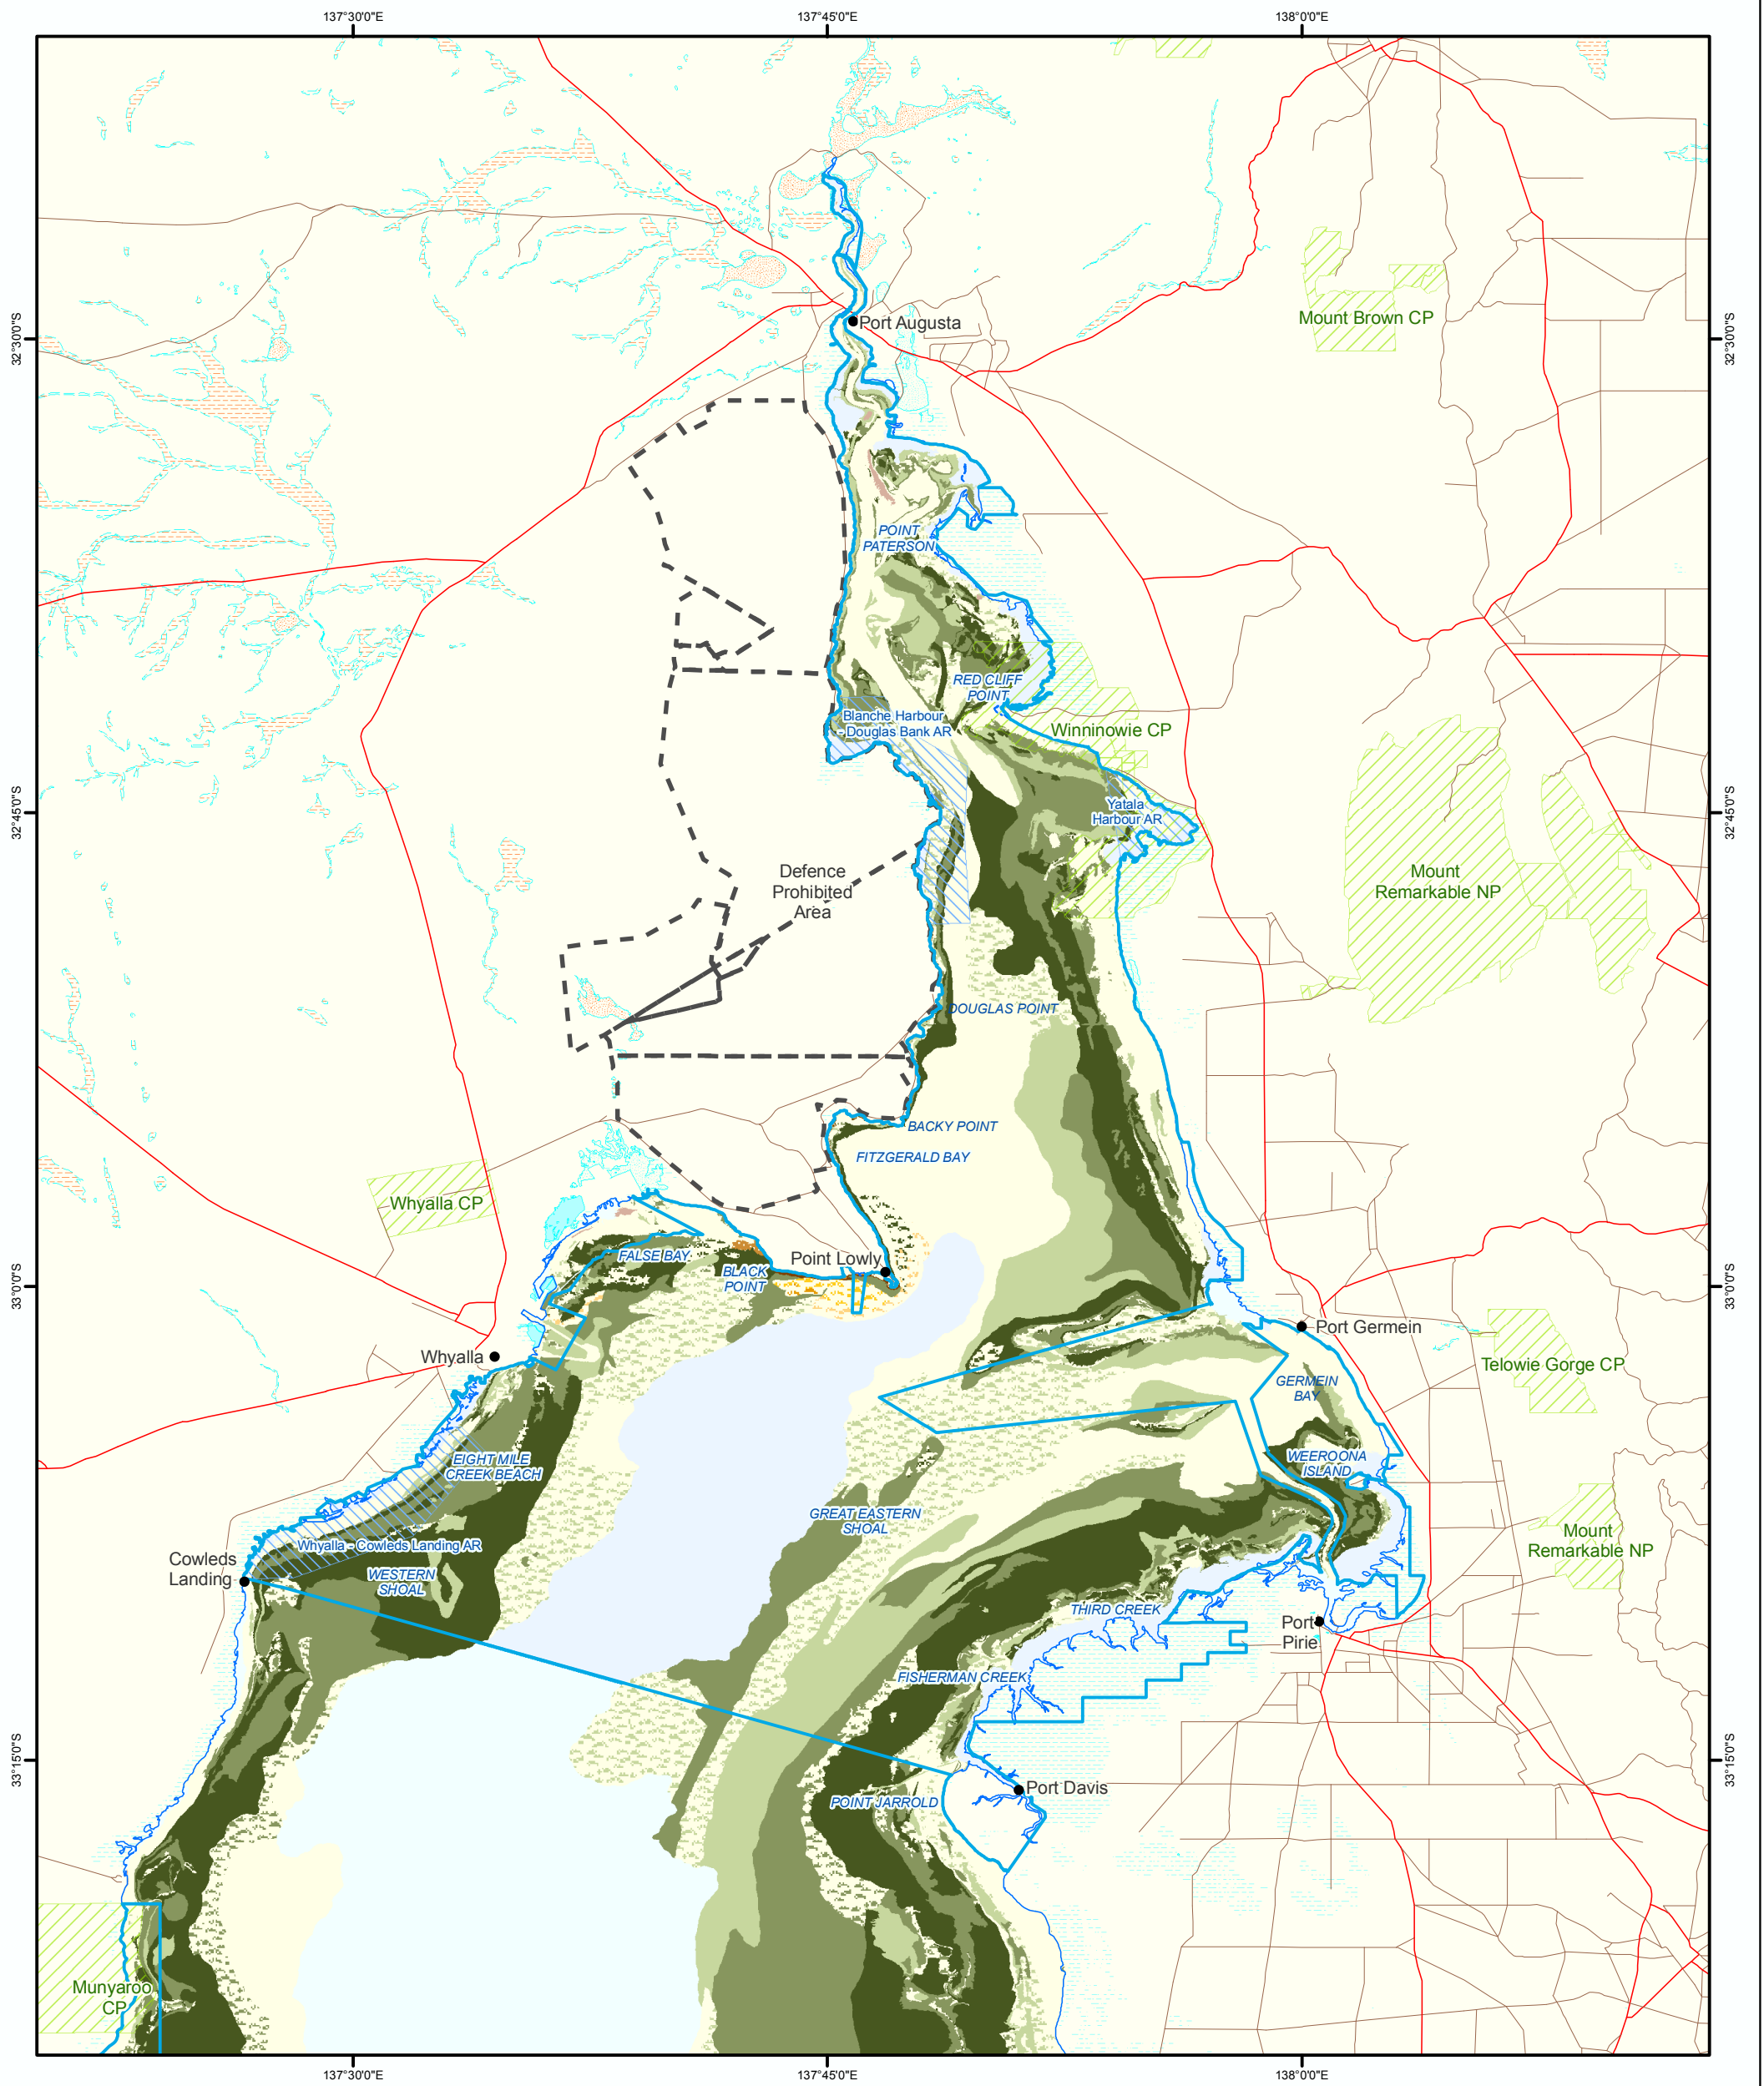 137°30'0"E
137°45'0"E
138°0'0"E
32°30'0"S
32°30'0"S
Port Augusta
Mount Brown CP
POINT
PATERSON
RED CLIFF
POINT
Blanche Harbour
- Douglas Bank AR
Winninowie CP
32°45'0"S
32°45'0"S
Yatala
Harbour AR
Defence
Prohibited
Area
Mount
Remarkable NP
DOUGLAS POINT
BACKY POINT
FITZGERALD BAY
Whyalla CP
FALSE BAY
Point Lowly
BLACK
POINT
33°0'0"S
33°0'0"S
Port Germein
Whyalla
Telowie Gorge CP
GERMEIN
BAY
EIGHT MILE
CREEK BEACH
WEEROONA
ISLAND
GREAT EASTERN
SHOAL
Whyalla - Cowleds Landing AR
Mount
Remarkable NP
Cowleds
Landing
WESTERN
SHOAL
THIRD CREEK
Port
Pirie
FISHERMAN CREEK
33°15'0"S
33°15'0"S
Port Davis
POINT JARROLD
Munyaroo
CP
137°30'0"E
137°45'0"E
138°0'0"E